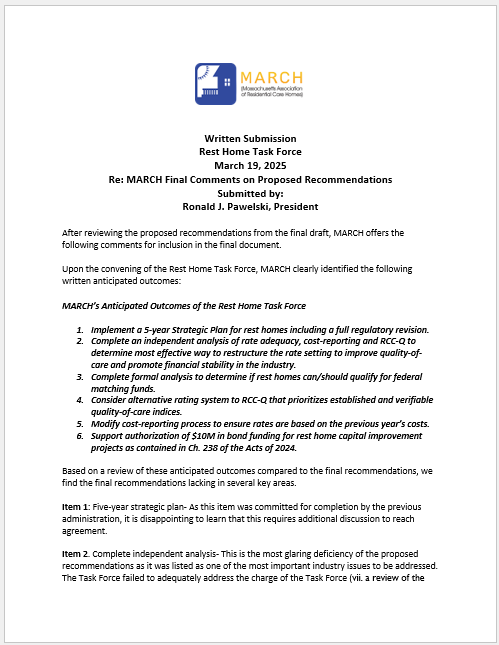 MARCH
(Massachusetts Association
of Residential Care Homes)
Written Submission
Rest Home Task Force
March 19, 2025
Re: MARCH Final Comments on Proposed Recommendations
Submitted by:
Ronald J. Pawelski, President
After reviewing the proposed recommendations from the final draft, MARCH offers the
following comments for inclusion in the final document.
Upon the convening of the Rest Home Task Force, MARCH clearly identified the following
written anticipated outcomes:
MARCH's Anticipated Outcomes of the Rest Home Task Force
1. Implement a 5-year Strategic Plan for rest homes including a full regulatory revision.
2. Complete an independent analysis of rate adequacy, cost-reporting and RCC-Q to
determine most effective way to restructure the rate setting to improve quality-of-
care and promote financial stability in the industry.
3. Complete formal analysis to determine if rest homes can/should qualify for federal
matching funds.
4. Consider alternative rating system to RCC-Q that prioritizes established and verifiable
quality-of-care indices.
5. Modify cost-reporting process to ensure rates are based on the previous year's costs.
6. Support authorization of $10M in bond funding for rest home capital improvement
projects as contained in Ch. 238 of the Acts of 2024.
Based on a review of these anticipated outcomes compared to the final recommendations, we
find the final recommendations lacking in several key areas.
Item 1: Five-year strategic plan- As this item was committed for completion by the previous
administration, it is disappointing to learn that this requires additional discussion to reach
agreement.
Item 2. Complete independent analysis- This is the most glaring deficiency of the proposed
recommendations as it was listed as one of the most important industry issues to be addressed.
The Task Force failed to adequately address the charge of the Task Force (vii. a review of the